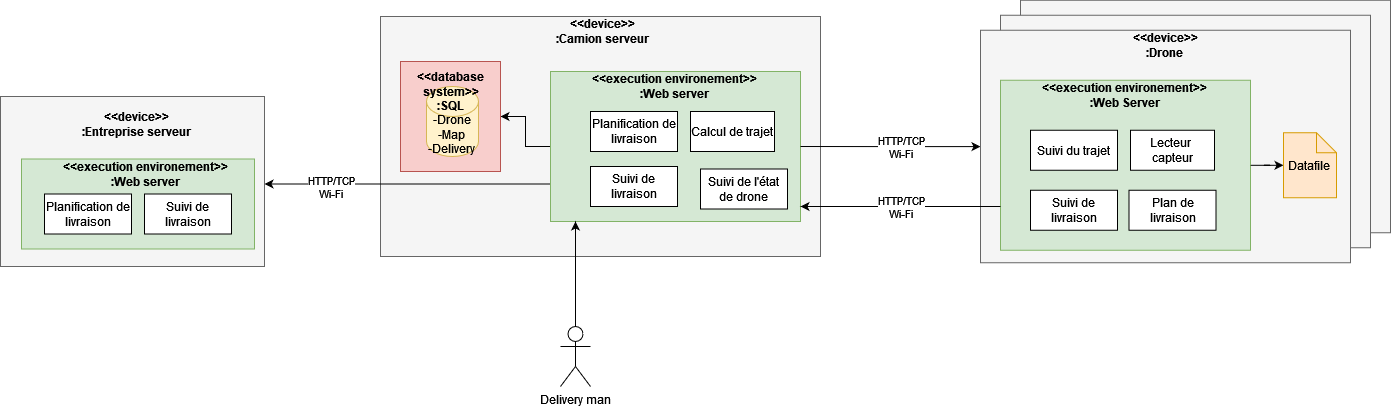 <<device>>
:Entreprise serveur
<<execution environement>>
:Web server
Planification de
livraison
Suivi de
livraison
HTTP/TCP
Wi-Fi
<<device>>
:Camion serveur
<<database
system>>
:SQL
-Drone
-Map
-Delivery
<<execution environement>>
:Web server
Planification de
livraison
Calcul de trajet
Suivi de
livraison
Suivi de l'état
de drone
Delivery man
HTTP/TCP
Wi-Fi
HTTP/TCP
Wi-Fi
<<device>>
:Drone
<<execution environement>>
:Web Server
Suivi du trajet
Lecteur
capteur
Suivi de
livraison
Plan de
livraison
Datafile